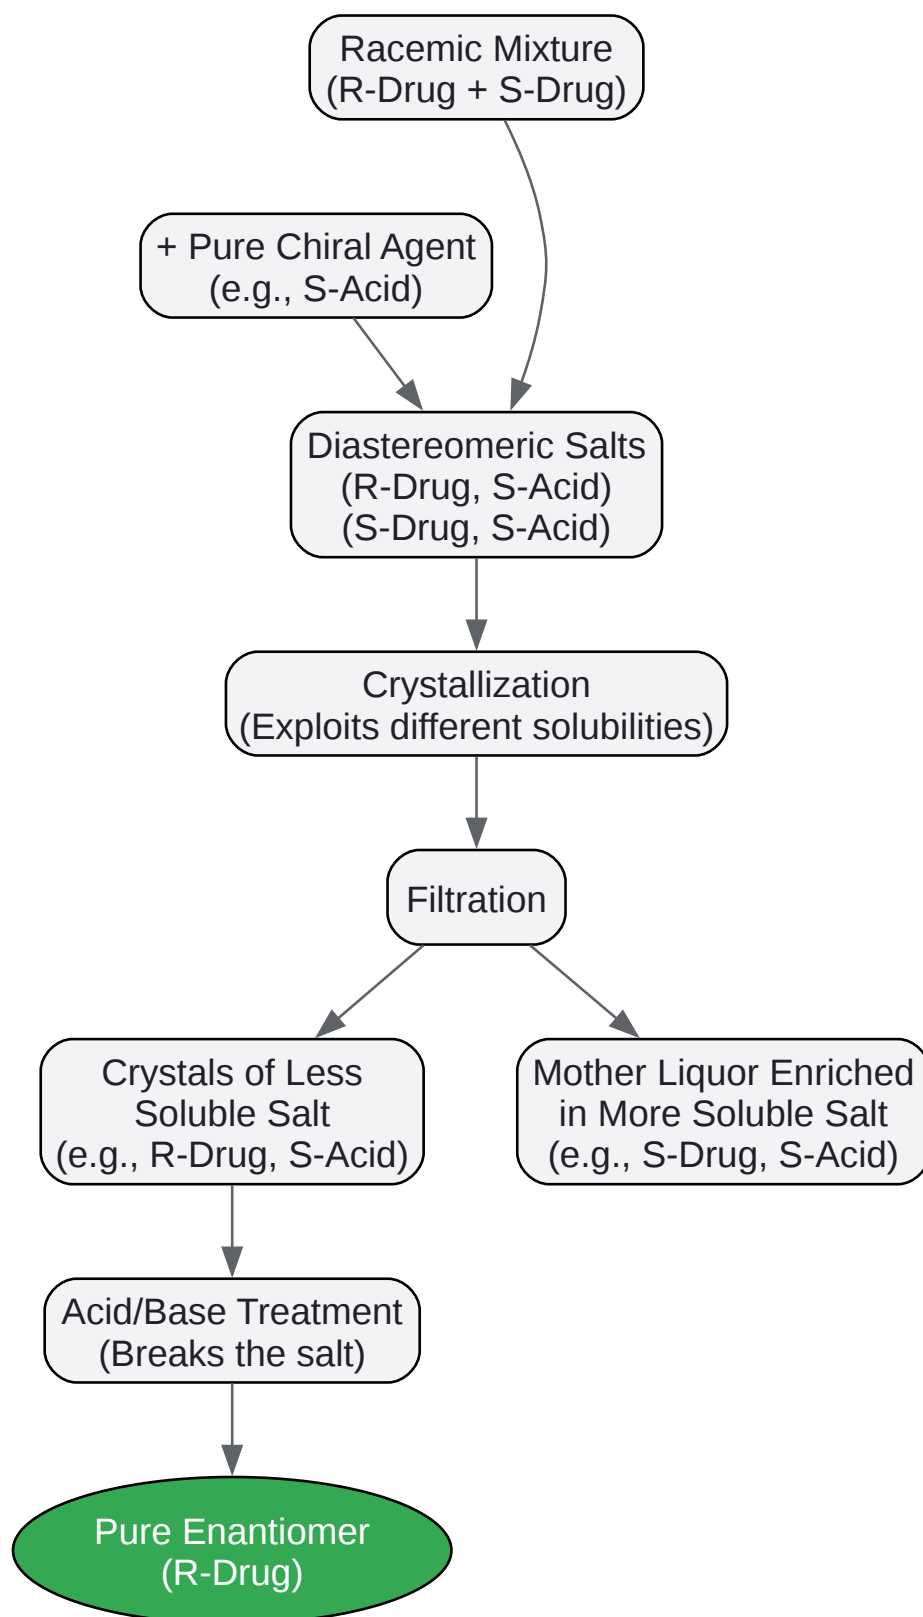 Racemic Mixture
(R-Drug + S-Drug)
+ Pure Chiral Agent
(e.g., S-Acid)
Diastereomeric Salts
(R-Drug, S-Acid)
(S-Drug, S-Acid)
Crystallization
(Exploits different solubilities)
Filtration
Crystals of Less
Soluble Salt
(e.g., R-Drug, S-Acid)
Mother Liquor Enriched
in More Soluble Salt
(e.g., S-Drug, S-Acid)
Acid/Base Treatment
(Breaks the salt)
Pure Enantiomer
(R-Drug)